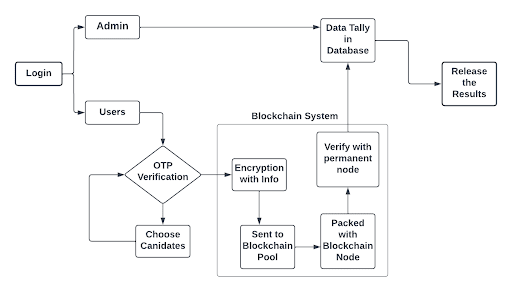 Admin
Data Tally
in
Database
Login
Release
the
Results
Users
Blockchain System
OTP
Verification
Encryption
with Info
Verify with
permanent
node
Choose
Canidates
Sent to
Blockchain
Pool
Packed
with
Blockchain
Node